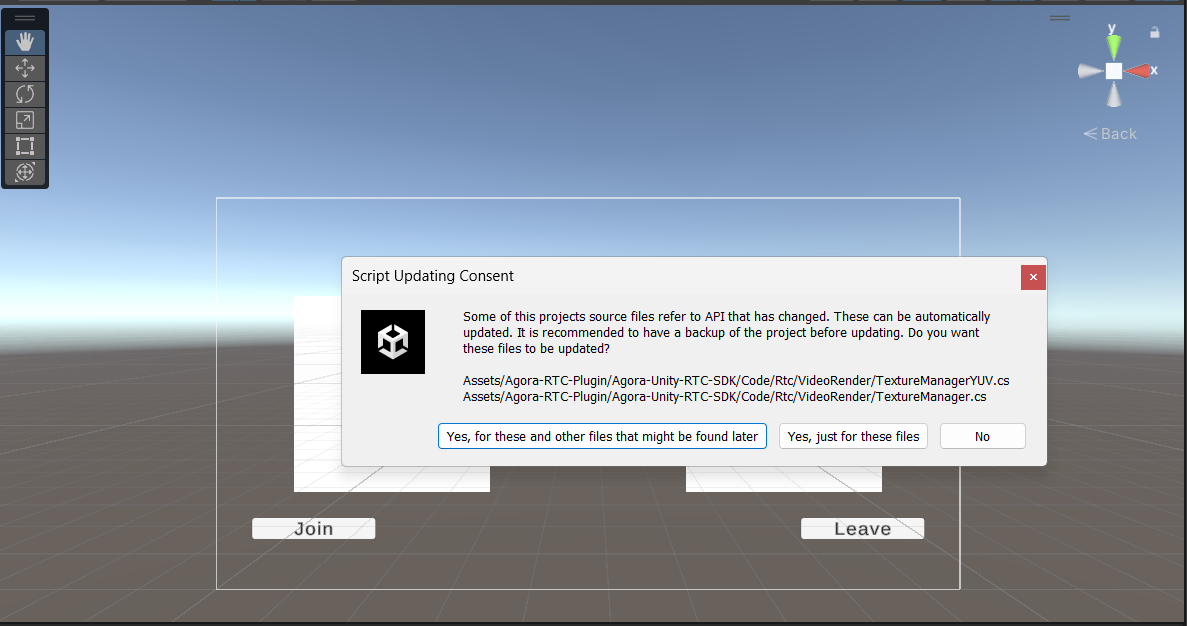 y
x
Back
Script Updating Consent
Some of this projects source files refer to API that has changed. These can be automatically
updated. It is recommended to have a backup of the project before updating. Do you want
these files to be updated?
Assets/Agora-RTC-Plugin/Agora-Unity-RTC-SDK/Code/Rtc/VideoRender/TextureManagerYUV.cs
Assets/Agora-RTC-Plugin/Agora-Unity-RTC-SDK/Code/Rtc/VideoRender/TextureManager.cs
Yes, for these and other files that might be found later
Yes, just for these files
No
Join
Leave